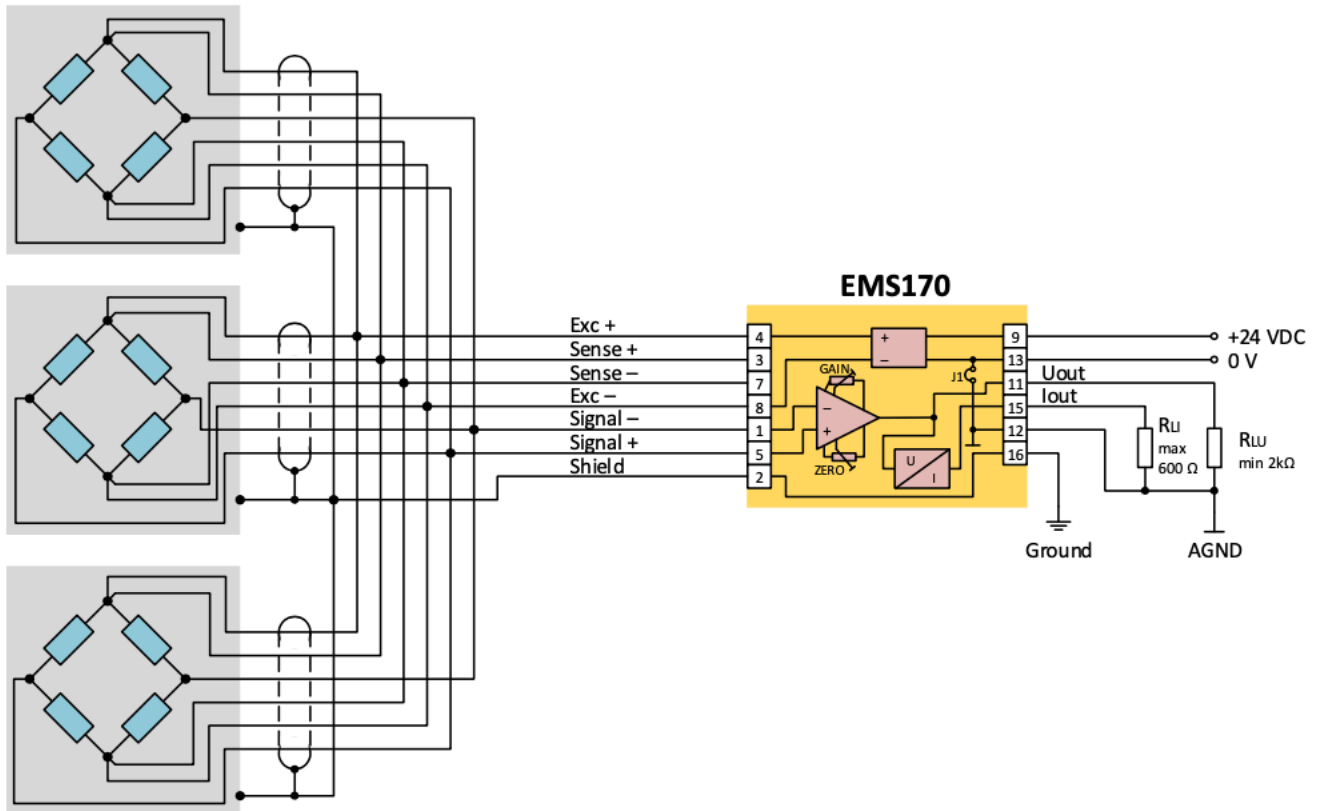 EMS170
Exc +
Sense +
Sense –
Exc –
Signal –
Signal +
Shield
4
3
7
8
1
5
2
+
–
GAIN
–
+
ZERO
U
I
J1
9
13
11
15
12
16
+24 VDC
0 V
Uout
Iout
RLI
max
600 Ω
RLU
min 2kΩ
Ground
AGND